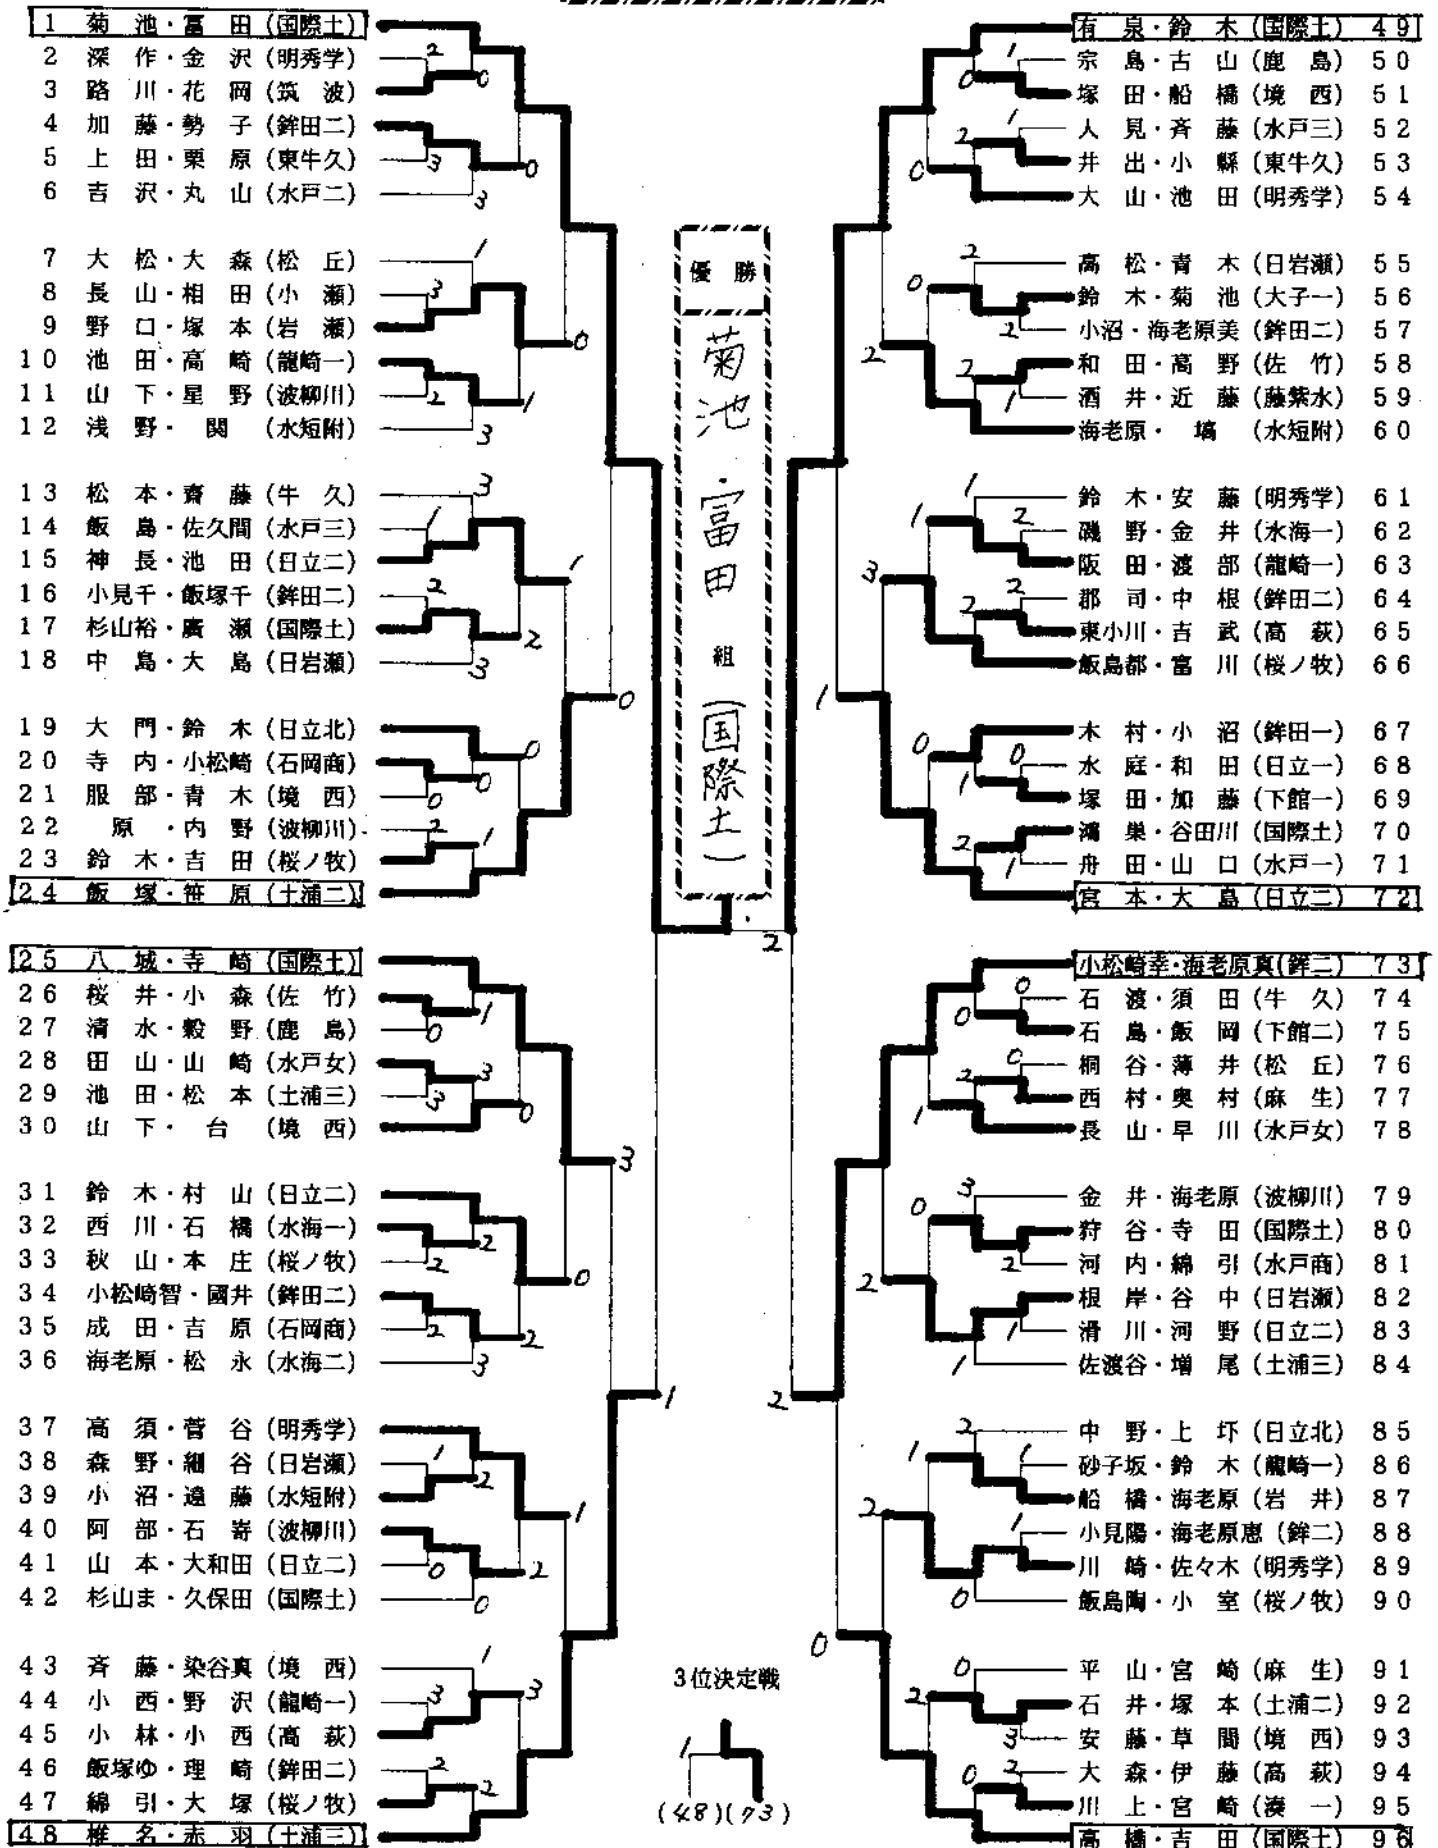 1 菊池・冨田(国際土)
2 深作・金沢(明秀学)
3 路川・花岡(筑波)
4 加藤・勢子(鉾田二)
5 上田・栗原(東牛久)
6 吉沢・丸山(水戸二)
7 大松・大森(松丘)
8 長山・相田(小瀬)
9 野口・塚本(岩瀬)
10 池田・高崎(龍崎一)
11 山下・星野(波柳川)
12 浅野・関(水短附)
13 松本・齋藤(牛久)
14 飯島・佐久間(水戸三)
15 神長・池田(日立二)
16 小見千・飯塚千(鉾田二)
17 杉山裕・廣瀬(国際土)
18 中島・大島(日岩瀬)
19 大門・鈴木(日立北)
20 寺内・小松崎(石岡商)
21 服部・青木(境西)
22 原・内野(波柳川)
23 鈴木・吉田(桜ノ牧)
24 飯塚・笹原(土浦二)
25 八城・寺崎(国際土)
26 桜井・小森(佐竹)
27 清水・穀野(鹿島)
28 田山・山崎(水戸女)
29 池田・松本(土浦三)
30 山下・台(境西)
31 鈴木・村山(日立二)
32 西川・石橋(水海一)
33 秋山・本庄(桜ノ牧)
34 小松崎智・國井(鉾田二)
35 成田・吉原(石岡商)
36 海老原・松永(水海二)
37 高須・菅谷(明秀学)
38 森野・細谷(日岩瀬)
39 小沼・遠藤(水短附)
40 阿部・石嵜(波柳川)
41 山本・大和田(日立二)
42 杉山ま・久保田(国際土)
43 斉藤・染谷真(境西)
44 小西・野沢(龍崎一)
45 小林・小西(高萩)
46 飯塚ゆ・理崎(鉾田二)
47 綿引・大塚(桜ノ牧)
48 椎名・赤羽(土浦三)
優勝
菊池・冨田組(国際土)
3位決定戦
1
(48)(73)
有泉・鈴木(国際土) 49
宗島・古山(鹿島) 50
塚田・船橋(境西) 51
人見・斉藤(水戸三) 52
井出・小縣(東牛久) 53
大山・池田(明秀学) 54
高松・青木(日岩瀬) 55
鈴木・菊池(大子一) 56
小沼・海老原美(鉾田二) 57
和田・高野(佐竹) 58
酒井・近藤(藤紫水) 59
海老原・塙(水短附) 60
鈴木・安藤(明秀学) 61
磯野・金井(水海一) 62
阪田・渡部(龍崎一) 63
郡司・中根(鉾田二) 64
東小川・吉武(高萩) 65
飯島都・富川(桜ノ牧) 66
木村・小沼(鉾田一) 67
水庭・和田(日立一) 68
塚田・加藤(下館一) 69
鴻巣・谷田川(国際土) 70
舟田・山口(水戸一) 71
宮本・大島(日立二) 72
小松崎幸・海老原真(鉾二) 73
石渡・須田(牛久) 74
石島・飯岡(下館二) 75
桐谷・薄井(松丘) 76
西村・奥村(麻生) 77
長山・早川(水戸女) 78
金井・海老原(波柳川) 79
狩谷・寺田(国際土) 80
河内・綿引(水戸商) 81
根岸・谷中(日岩瀬) 82
滑川・河野(日立二) 83
佐渡谷・増尾(土浦三) 84
中野・上坏(日立北) 85
砂子坂・鈴木(龍崎一) 86
船橋・海老原(岩井) 87
小見陽・海老原恵(鉾二) 88
川崎・佐々木(明秀学) 89
飯島陶・小室(桜ノ牧) 90
平山・宮崎(麻生) 91
石井・塚本(土浦二) 92
安藤・草間(境西) 93
大森・伊藤(高萩) 94
川上・宮崎(湊一) 95
高橋・吉田(国際土) 96